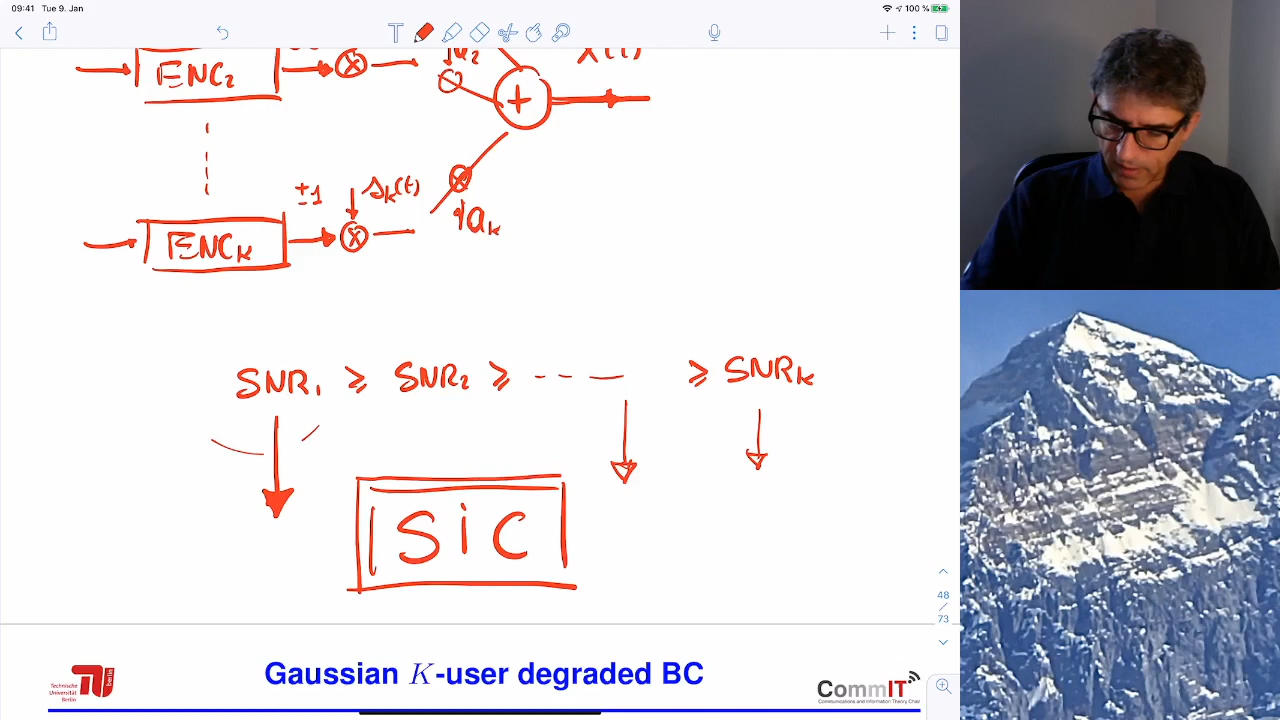 09:41 Tue 9. Jan 100 %
ENC2
+
±1 sk(t)
ENCK
ak
SNR1 ⩾ SNR2 ⩾ - - — ⩾ SNRK
SiC
48
/
73
Gaussian K-user degraded BC
Technische
Universität
Berlin
CommIT
Communications and Information Theory Chair